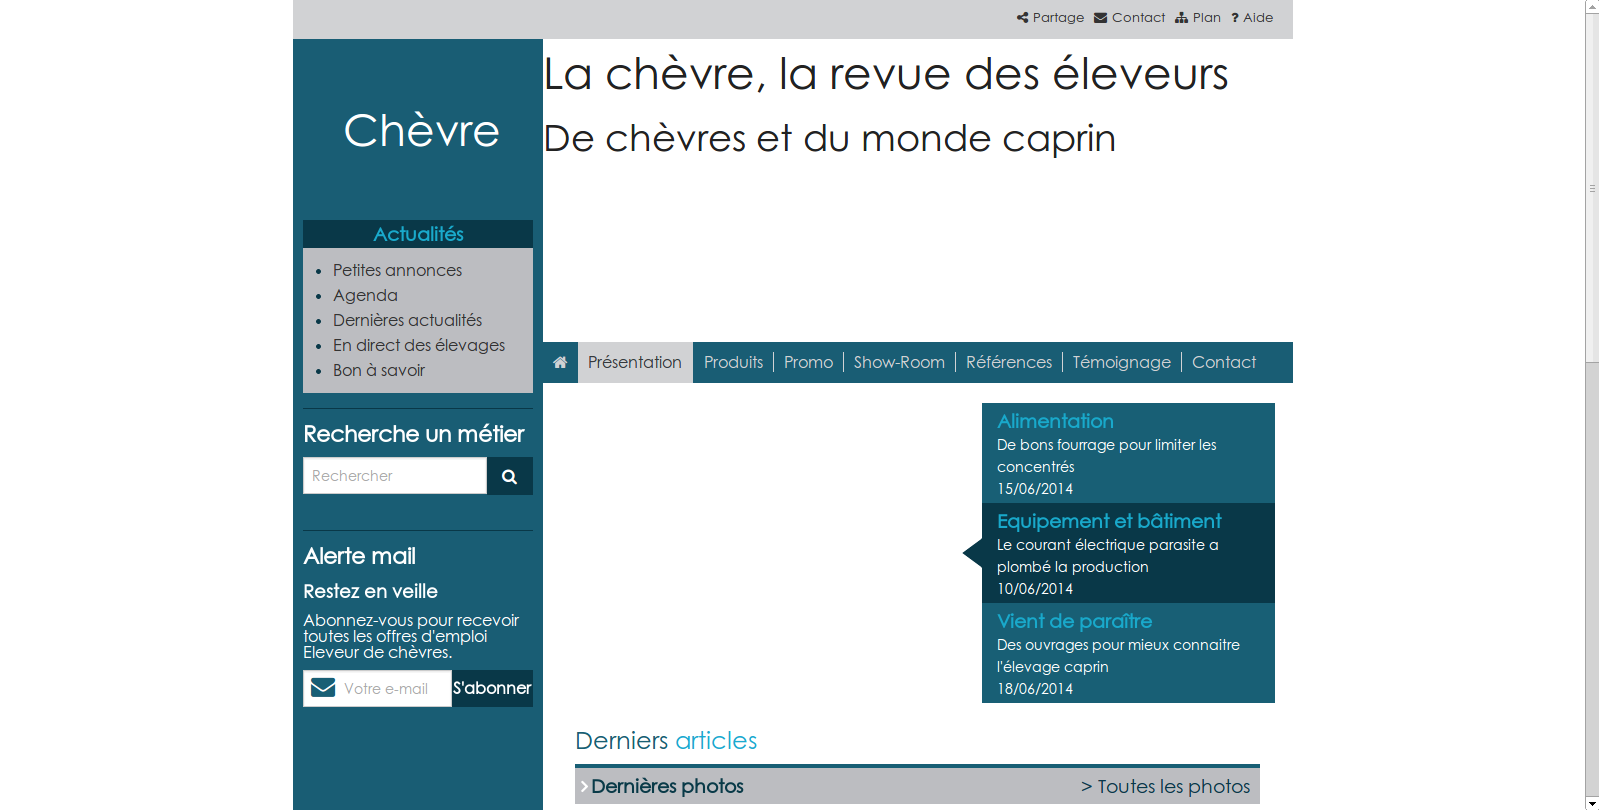 Partage Contact Plan ? Aide
Chèvre
La chèvre, la revue des éleveurs
De chèvres et du monde caprin
Actualités
Petites annonces
Agenda
Dernières actualités
En direct des élevages
Bon à savoir
Recherche un métier
Rechercher
Alerte mail
Restez en veille
Abonnez-vous pour recevoir
toutes les offres d'emploi
Eleveur de chèvres.
Votre e-mail S'abonner
Présentation Produits Promo Show-Room Références Témoignage Contact
Alimentation
De bons fourrage pour limiter les
concentrés
15/06/2014
Equipement et bâtiment
Le courant électrique parasite a
plombé la production
10/06/2014
Vient de paraître
Des ouvrages pour mieux connaitre
l'élevage caprin
18/06/2014
Derniers articles
Dernières photos > Toutes les photos